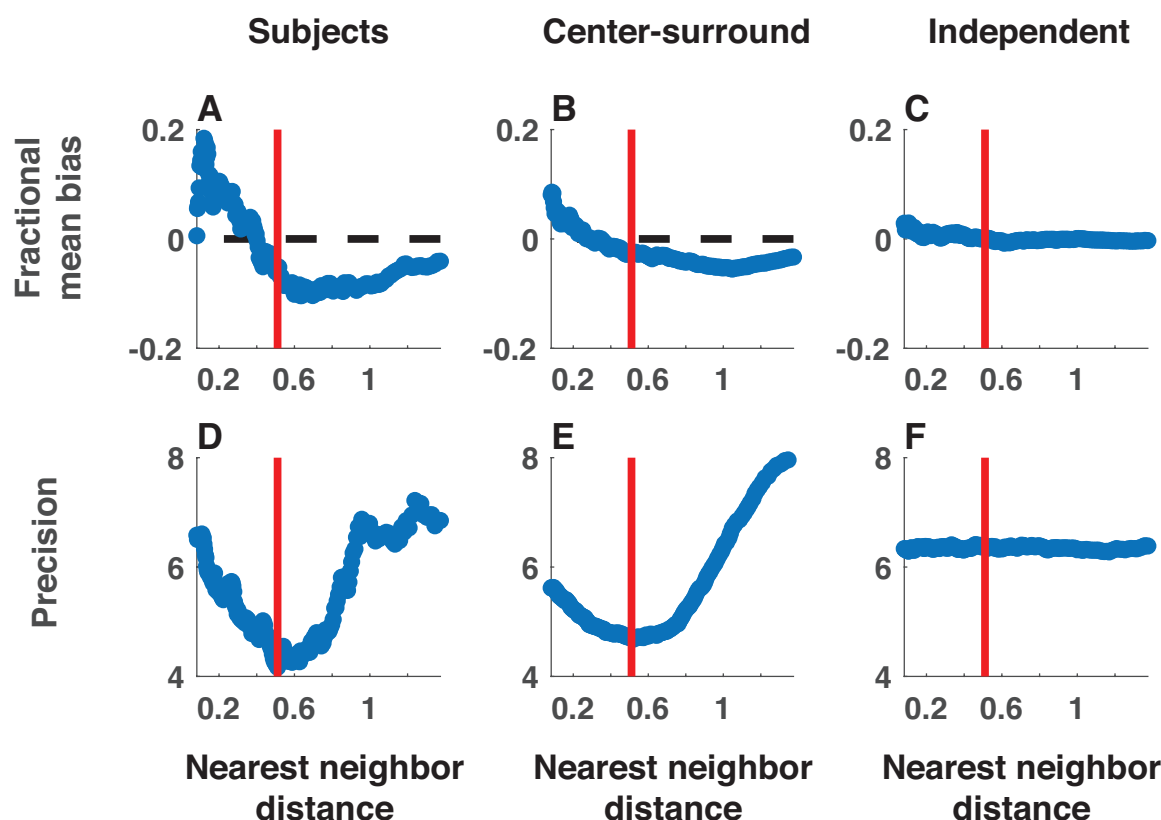 Subjects
Center-surround
Independent
Fractional
mean bias
A
0.2
0
-0.2
0.2 0.6 1
B
0.2
0
-0.2
0.2 0.6 1
C
0.2
0
-0.2
0.2 0.6 1
Precision
D
8
6
4
0.2 0.6 1
E
8
6
4
0.2 0.6 1
F
8
6
4
0.2 0.6 1
Nearest neighbor
distance
Nearest neighbor
distance
Nearest neighbor
distance